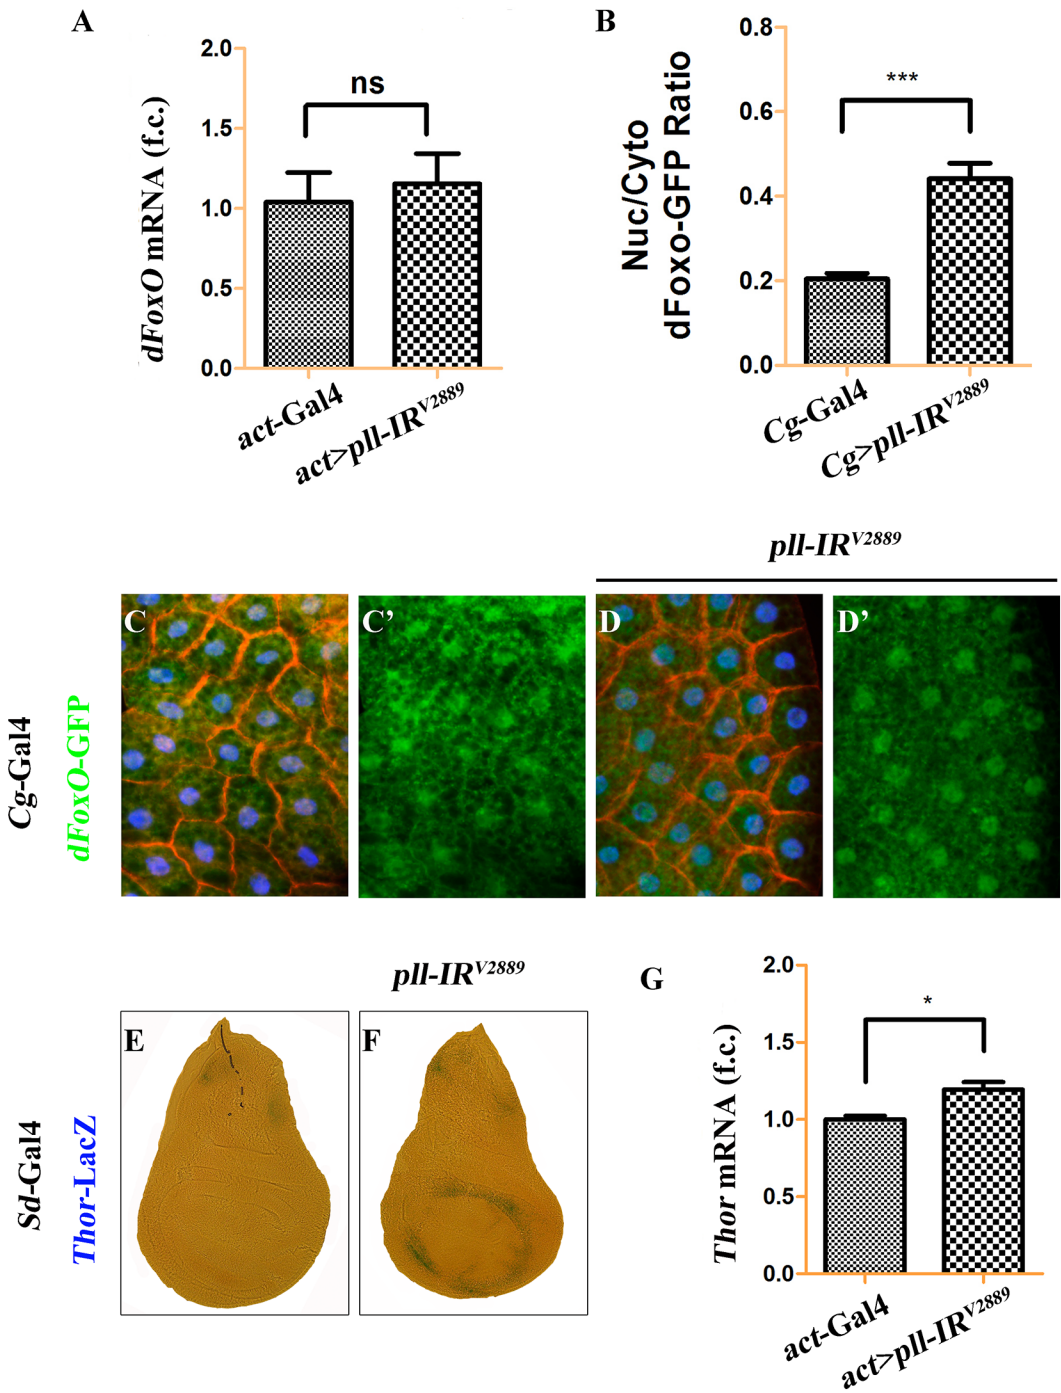 A
dFoxO mRNA (f.c.)
2.0
1.5
1.0
0.5
0.0
ns
act-Gal4
act>pll-IR^V2889
B
Nuc/Cyto
dFoxo-GFP Ratio
0.8
0.6
0.4
0.2
0.0
***
Cg-Gal4
Cg>pll-IR^V2889
pll-IR^V2889
Cg-Gal4
dFoxO-GFP
C
C’
D
D’
pll-IR^V2889
Sd-Gal4
Thor-LacZ
E
F
G
Thor mRNA (f.c.)
2.0
1.5
1.0
0.5
0.0
*
act-Gal4
act>pll-IR^V2889